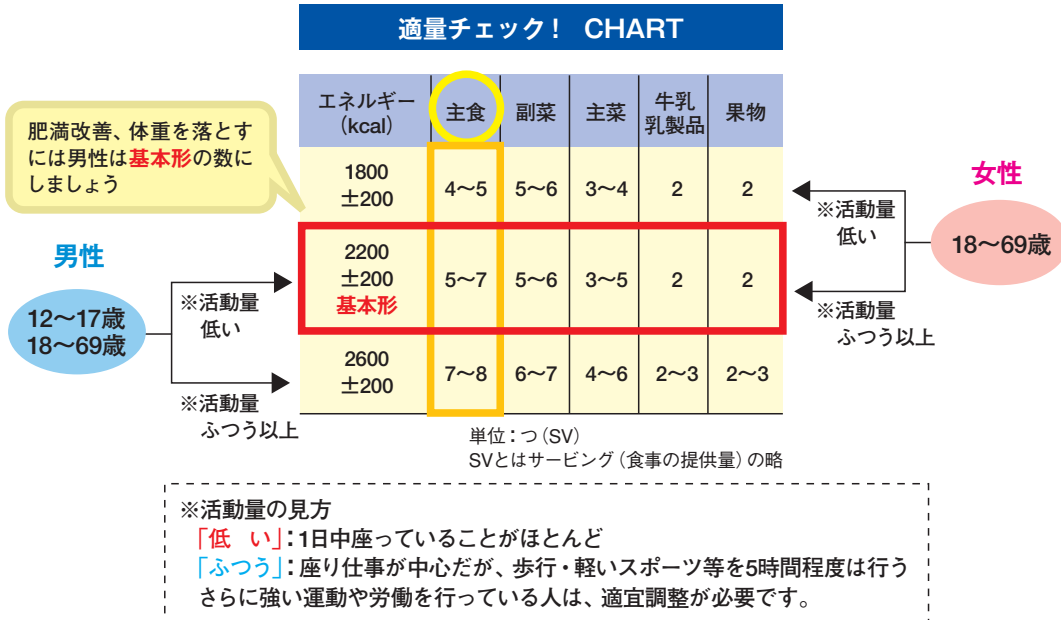 適量チェック! CHART
エネルギー
(kcal)
主食
副菜
主菜
牛乳
乳製品
果物
肥満改善、体重を落とす
には男性は基本形の数に
しましょう
1800
±200
4〜5
5〜6
3〜4
2
2
2200
±200
基本形
5〜7
5〜6
3〜5
2
2
2600
±200
7〜8
6〜7
4〜6
2〜3
2〜3
男性
12〜17歳
18〜69歳
※活動量
低い
※活動量
ふつう以上
女性
18〜69歳
※活動量
低い
※活動量
ふつう以上
単位:つ(SV)
SVとはサービング(食事の提供量)の略
※活動量の見方
「低 い」:1日中座っていることがほとんど
「ふつう」:座り仕事が中心だが、歩行・軽いスポーツ等を5時間程度は行う
さらに強い運動や労働を行っている人は、適宜調整が必要です。